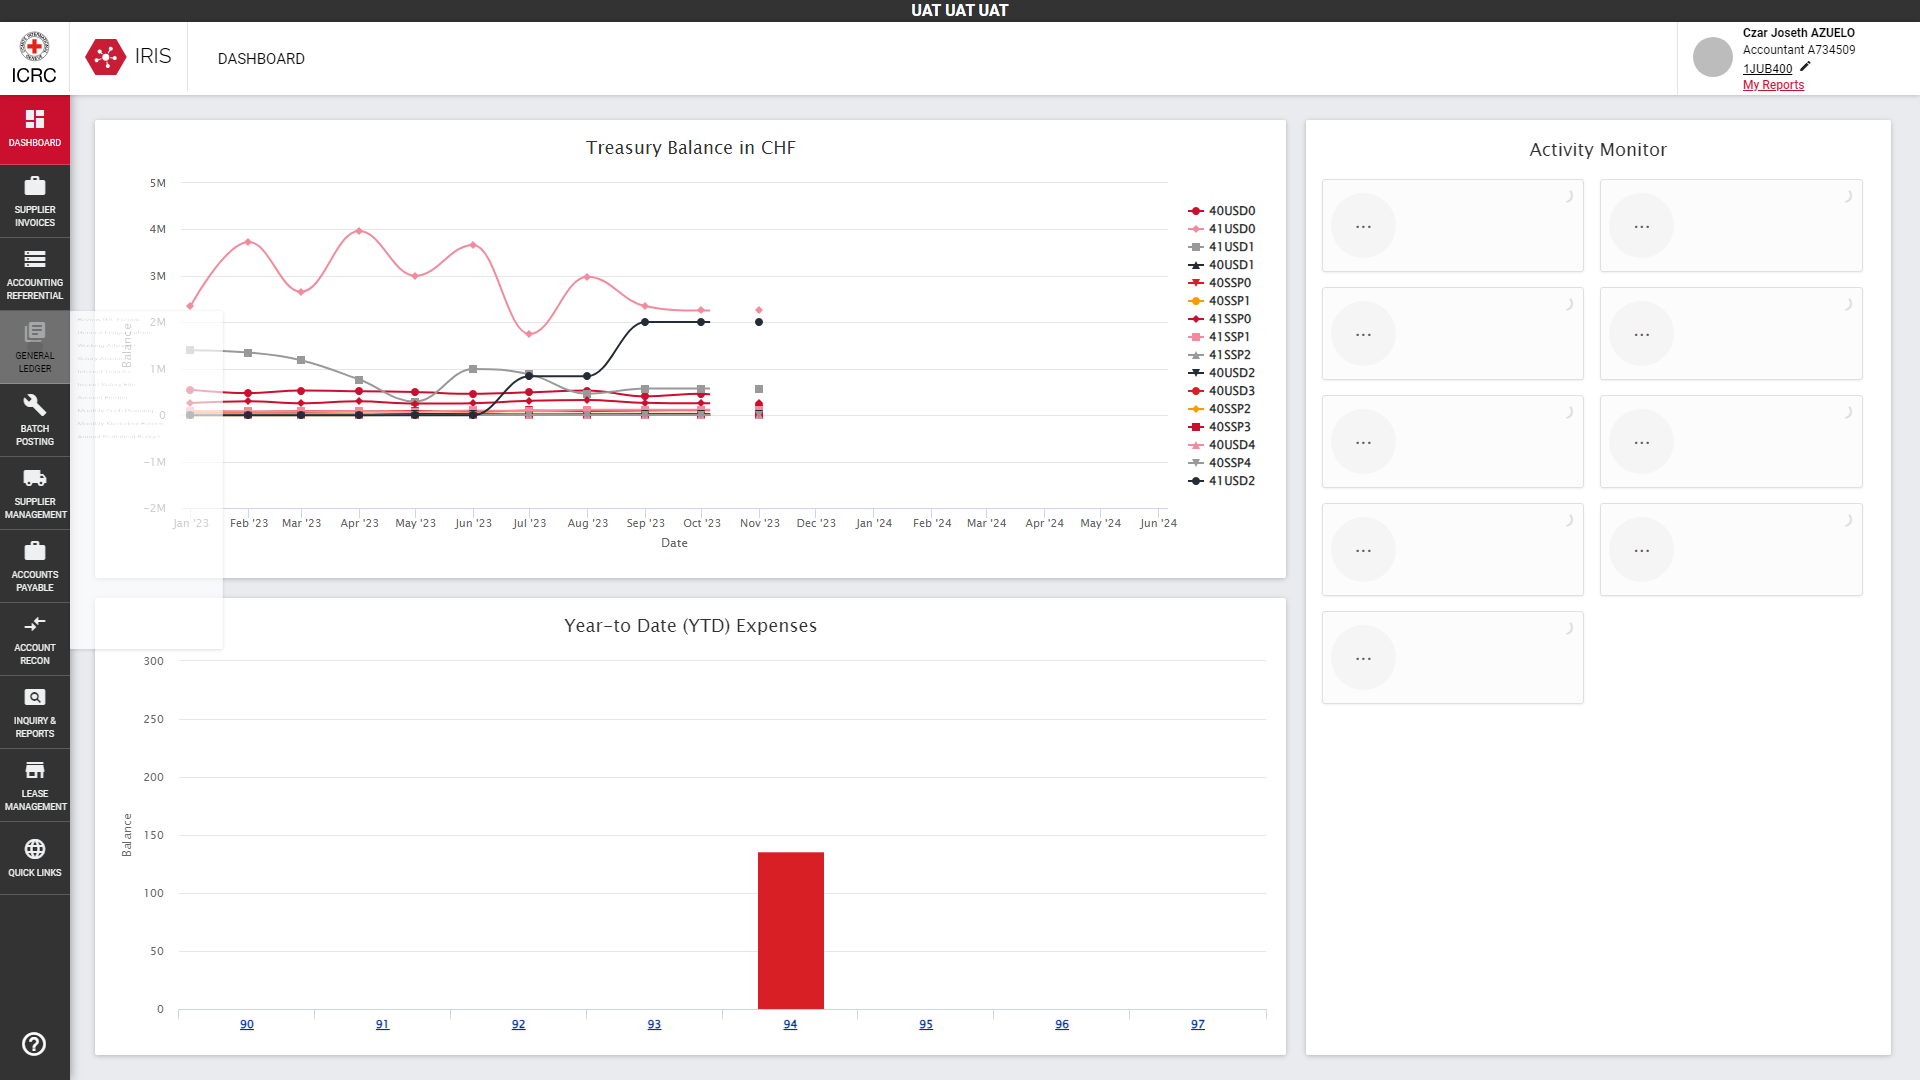 UAT UAT UAT
ICRC
IRIS
DASHBOARD
Czar Joseth AZUELO
Accountant A734509
1JUB400
My Reports
DASHBOARD
SUPPLIER
INVOICES
ACCOUNTING
REFERENTIAL
GENERAL
LEDGER
BATCH
POSTING
SUPPLIER
MANAGEMENT
ACCOUNTS
PAYABLE
ACCOUNT
RECON
INQUIRY &
REPORTS
LEASE
MANAGEMENT
QUICK LINKS
Treasury Balance in CHF
5M
4M
3M
2M
1M
0
-1M
-2M
Balance
Jan '23
Feb '23
Mar '23
Apr '23
May '23
Jun '23
Jul '23
Aug '23
Sep '23
Oct '23
Nov '23
Dec '23
Jan '24
Feb '24
Mar '24
Apr '24
May '24
Jun '24
Date
40USD0
41USD0
41USD1
40USD1
40SSP0
40SSP1
41SSP0
41SSP1
41SSP2
40USD2
40USD3
40SSP2
40SSP3
40USD4
40SSP4
41USD2
Year-to Date (YTD) Expenses
300
250
200
150
100
50
0
Balance
90
91
92
93
94
95
96
97
Activity Monitor
...
...
...
...
...
...
...
...
...